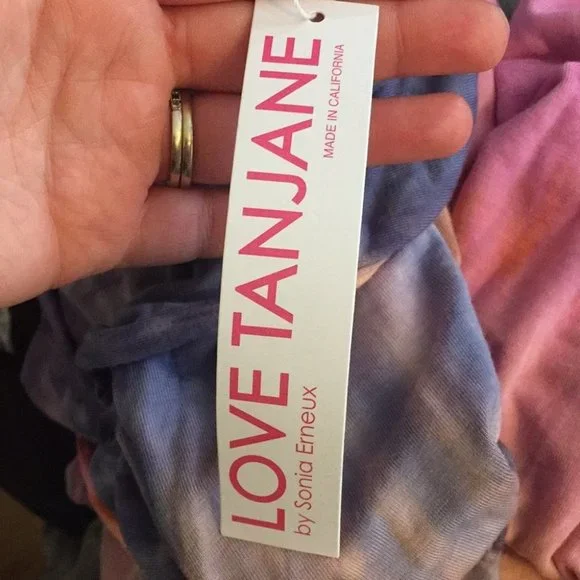 LOVE TANJANE
by Sonia Erneux
MADE IN CALIFORNIA